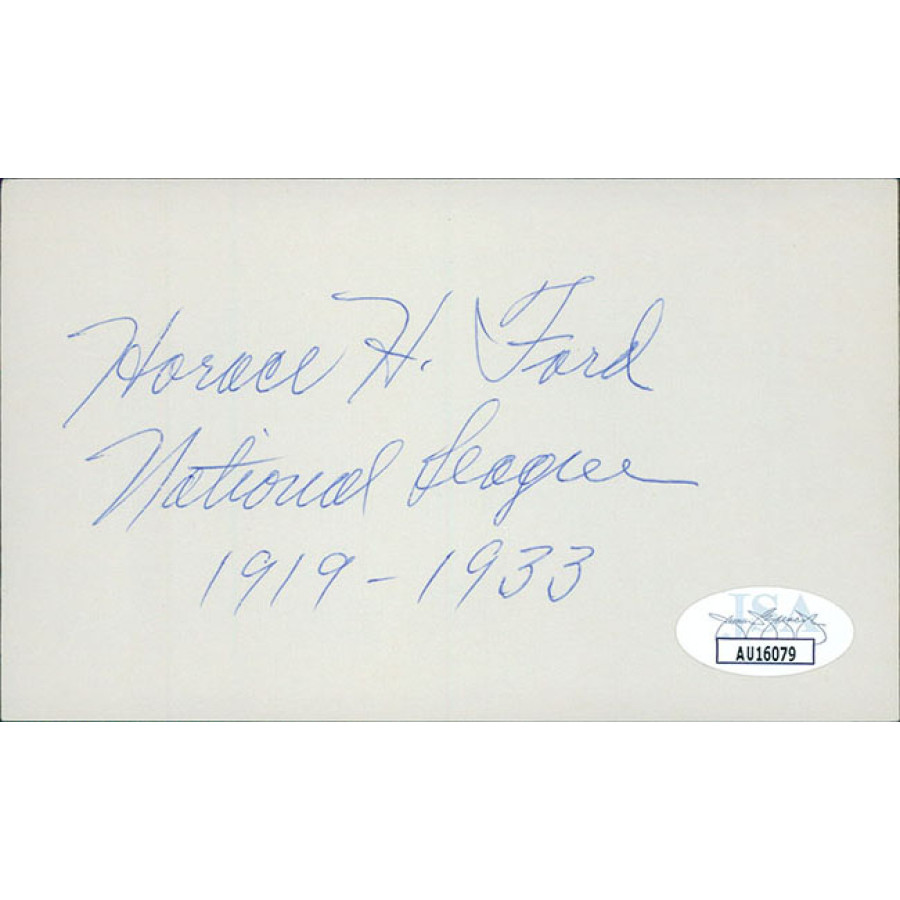 Horace H. Ford
National League
1919-1933
JSA
AU16079